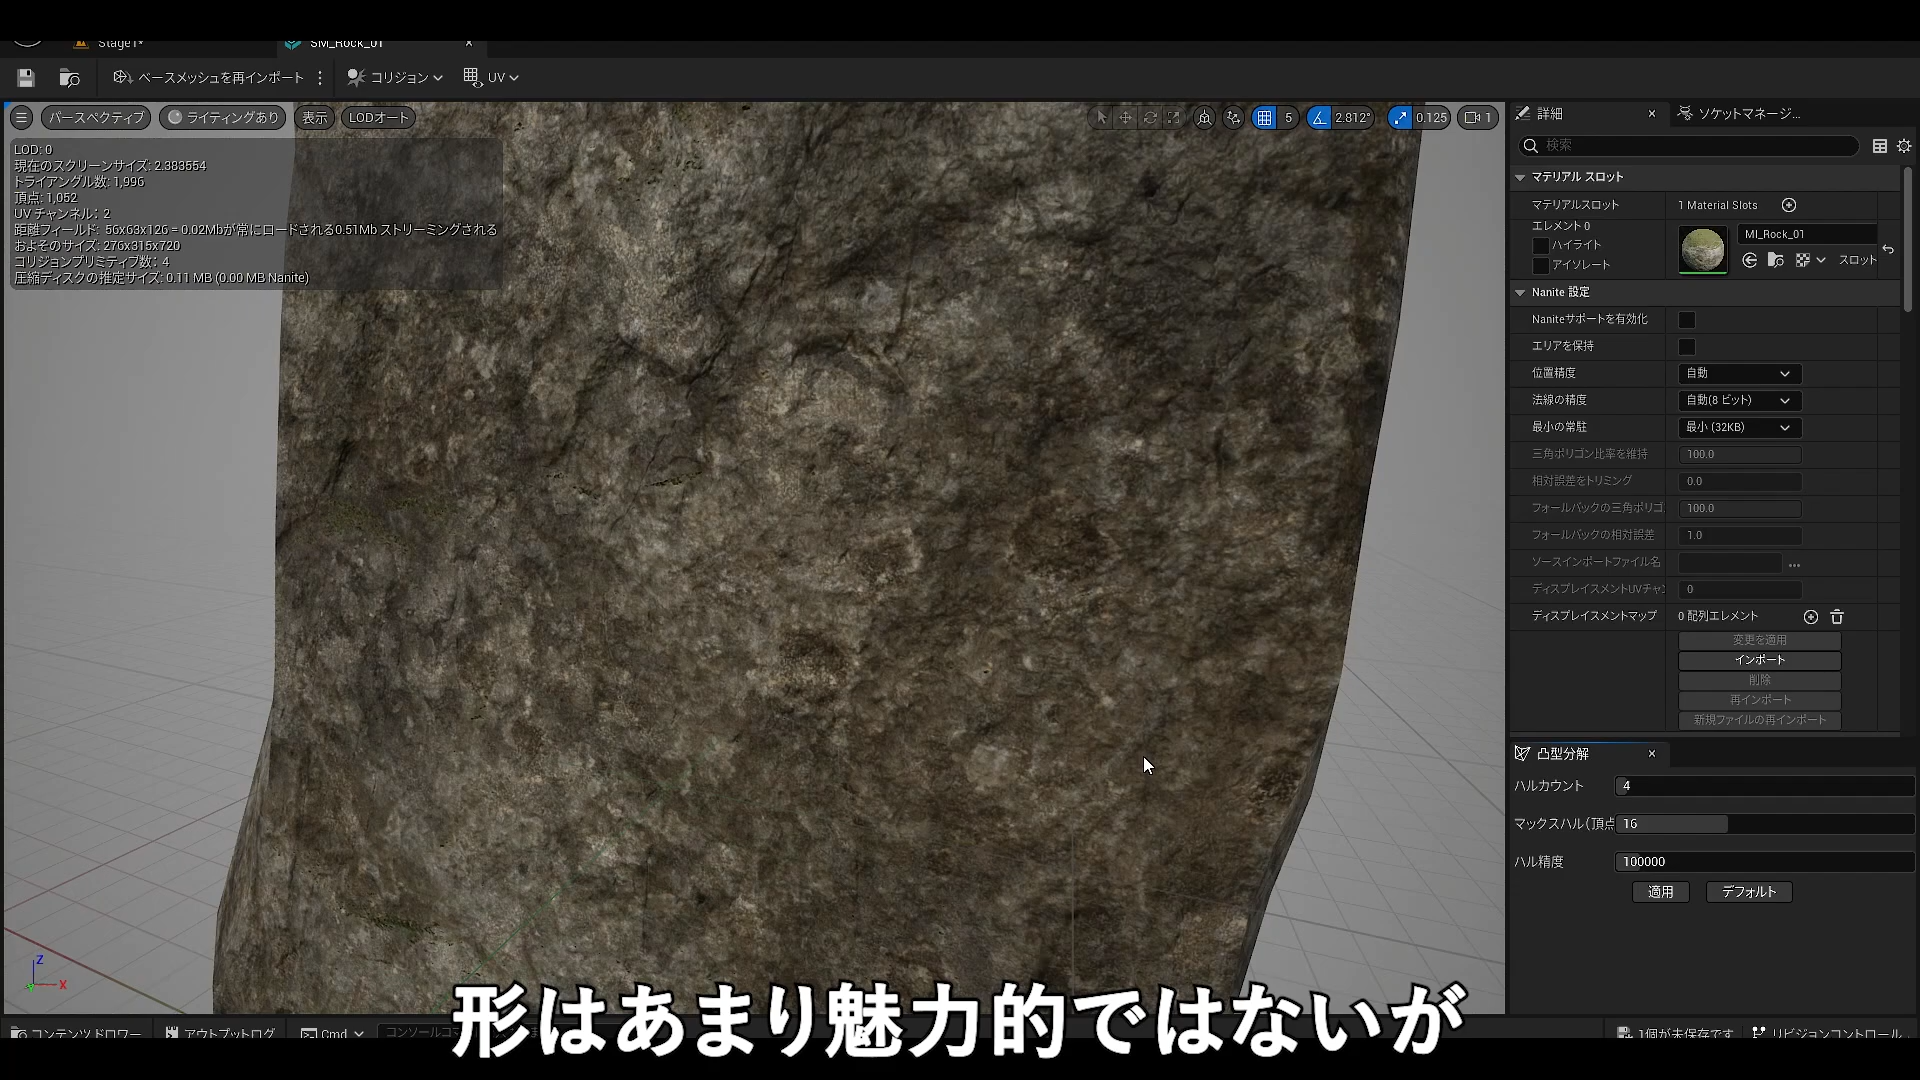 Stage1*
SM_Rock_01
ベースメッシュを再インポート
コリジョン
UV
パースペクティブ
ライティングあり
表示
LODオート
5
2.812°
0.125
1
LOD: 0
現在のスクリーンサイズ: 2.383554
トライアングル数: 1,996
頂点: 1,052
UV チャンネル: 2
距離フィールド: 56x63x126 = 0.02Mbが常にロードされる0.51Mb ストリーミングされる
およそのサイズ: 276x315x720
コリジョンプリミティブ数: 4
圧縮ディスクの推定サイズ: 0.11 MB (0.00 MB Nanite)
詳細
ソケットマネージ...
検索
マテリアル スロット
マテリアルスロット
1 Material Slots
エレメント 0
ハイライト
アイソレート
MI_Rock_01
スロット
Nanite 設定
Naniteサポートを有効化
エリアを保持
位置精度
自動
法線の精度
自動(8 ビット)
最小の常駐
最小 (32KB)
三角ポリゴン比率を維持
100.0
相対誤差をトリミング
0.0
フォールバックの三角ポリゴ
100.0
フォールバックの相対誤差
1.0
ソースインポートファイル名
...
ディスプレイスメントUVチャン
0
ディスプレイスメントマップ
0 配列エレメント
変更を適用
インポート
削除
再インポート
新規ファイルの再インポート
凸型分解
ハルカウント
4
マックスハル(頂点
16
ハル精度
100000
適用
デフォルト
Z
X
形はあまり魅力的ではないが
コンテンツドロワー
アウトプットログ
Cmd
コンソールコマ
1個が未保存です
リビジョンコントロール